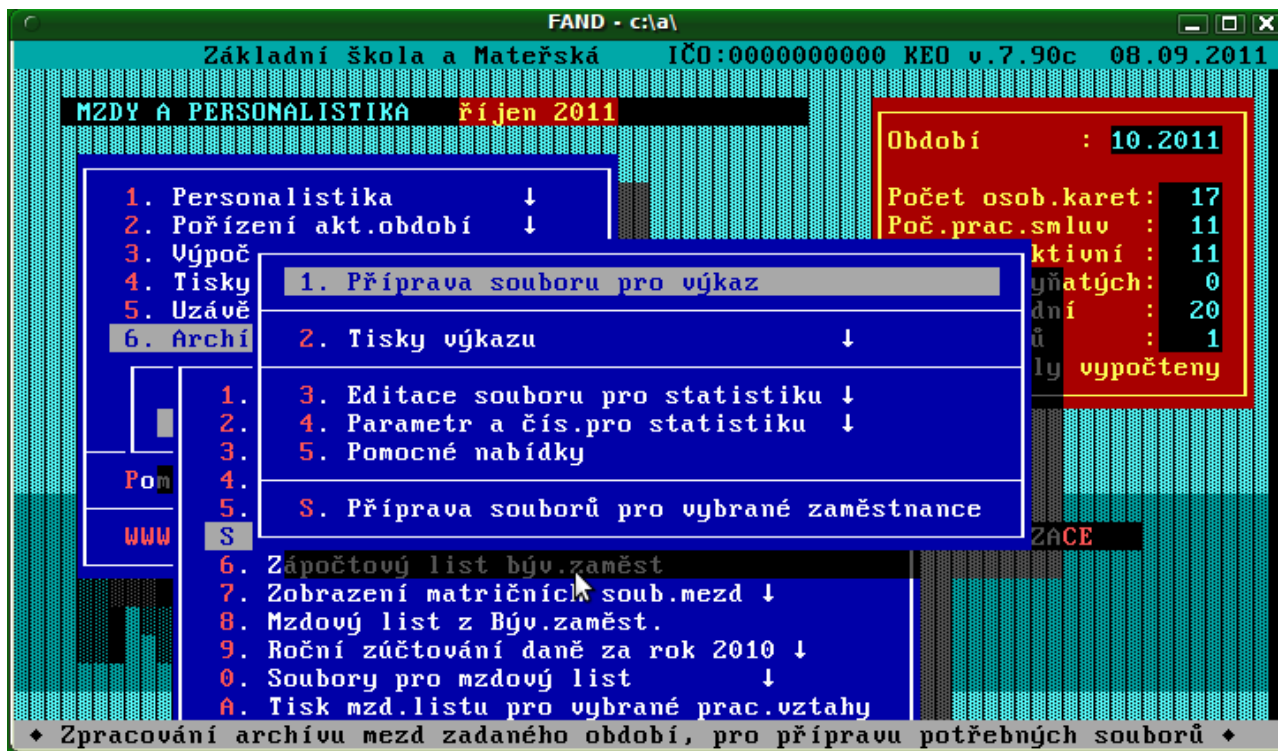 FAND - c:\a\
Základní škola a Mateřská IČO:0000000000 KEO v.7.90c 08.09.2011
MZDY A PERSONALISTIKA říjen 2011
Období : 10.2011
Počet osob.karet: 17
Poč.prac.smluv : 11
ktivní : 11
yňatých: 0
dní : 20
ů : 1
ly vypočteny
1. Personalistika ↓
2. Pořízení akt.období ↓
3. Výpoč
4. Tisky
5. Uzávě
6. Archí
Pom
WWW
1. Příprava souboru pro výkaz
2. Tisky výkazu ↓
3. Editace souboru pro statistiku ↓
4. Parametr a čís.pro statistiku ↓
5. Pomocné nabídky
S. Příprava souborů pro vybrané zaměstnance
ZACE
1.
2.
3.
4.
5.
S
6. Zápočtový list býv.zaměst
7. Zobrazení matričních soub.mezd ↓
8. Mzdový list z Býv.zaměst.
9. Roční zúčtování daně za rok 2010 ↓
0. Soubory pro mzdový list ↓
A. Tisk mzd.listu pro vybrané prac.vztahy
♦ Zpracování archívu mezd zadaného období, pro přípravu potřebných souborů ♦